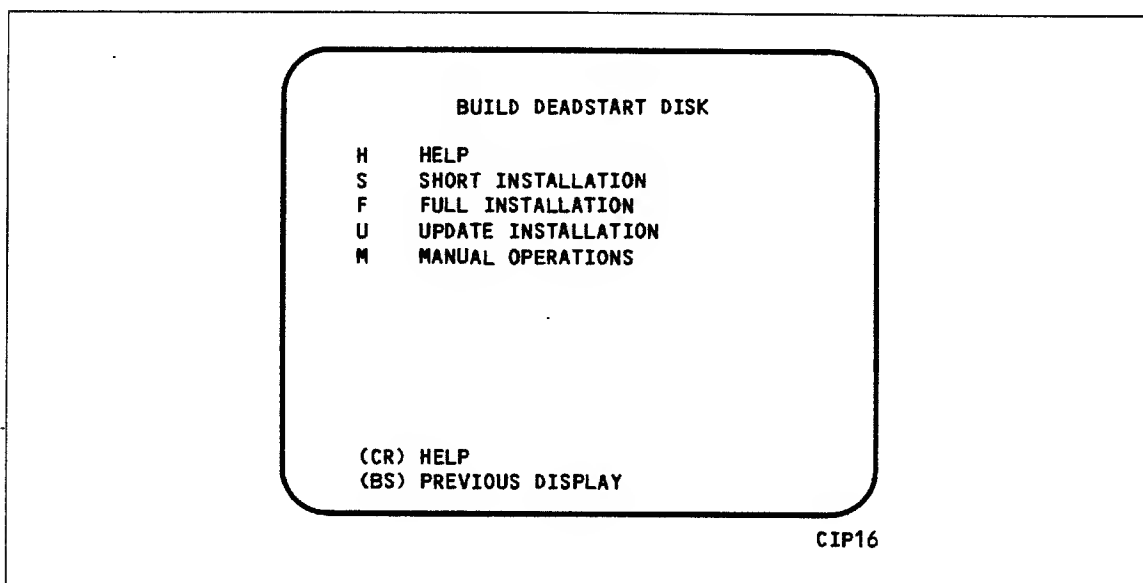 BUILD DEADSTART DISK
H HELP
S SHORT INSTALLATION
F FULL INSTALLATION
U UPDATE INSTALLATION
M MANUAL OPERATIONS
(CR) HELP
(BS) PREVIOUS DISPLAY
CIP16